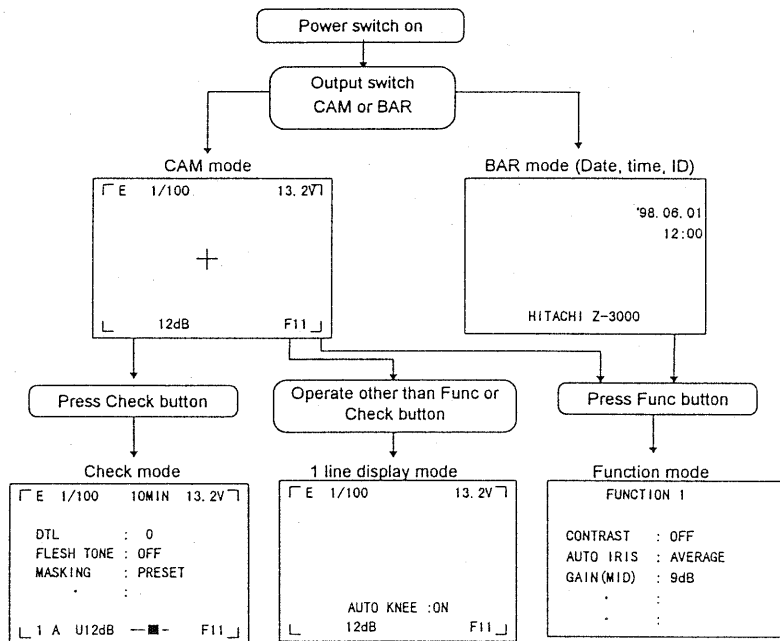 Power switch on
Output switch
CAM or BAR
CAM mode
E 1/100 13.2V
12dB F11
BAR mode (Date, time, ID)
'98.06.01
12:00
HITACHI Z-3000
Press Check button
Operate other than Func or
Check button
Press Func button
Check mode
E 1/100 10MIN 13.2V
DTL : 0
FLESH TONE : OFF
MASKING : PRESET
· :
1 A U12dB --■- F11
1 line display mode
E 1/100 13.2V
AUTO KNEE :ON
12dB F11
Function mode
FUNCTION 1
CONTRAST : OFF
AUTO IRIS : AVERAGE
GAIN(MID) : 9dB
· :
· :